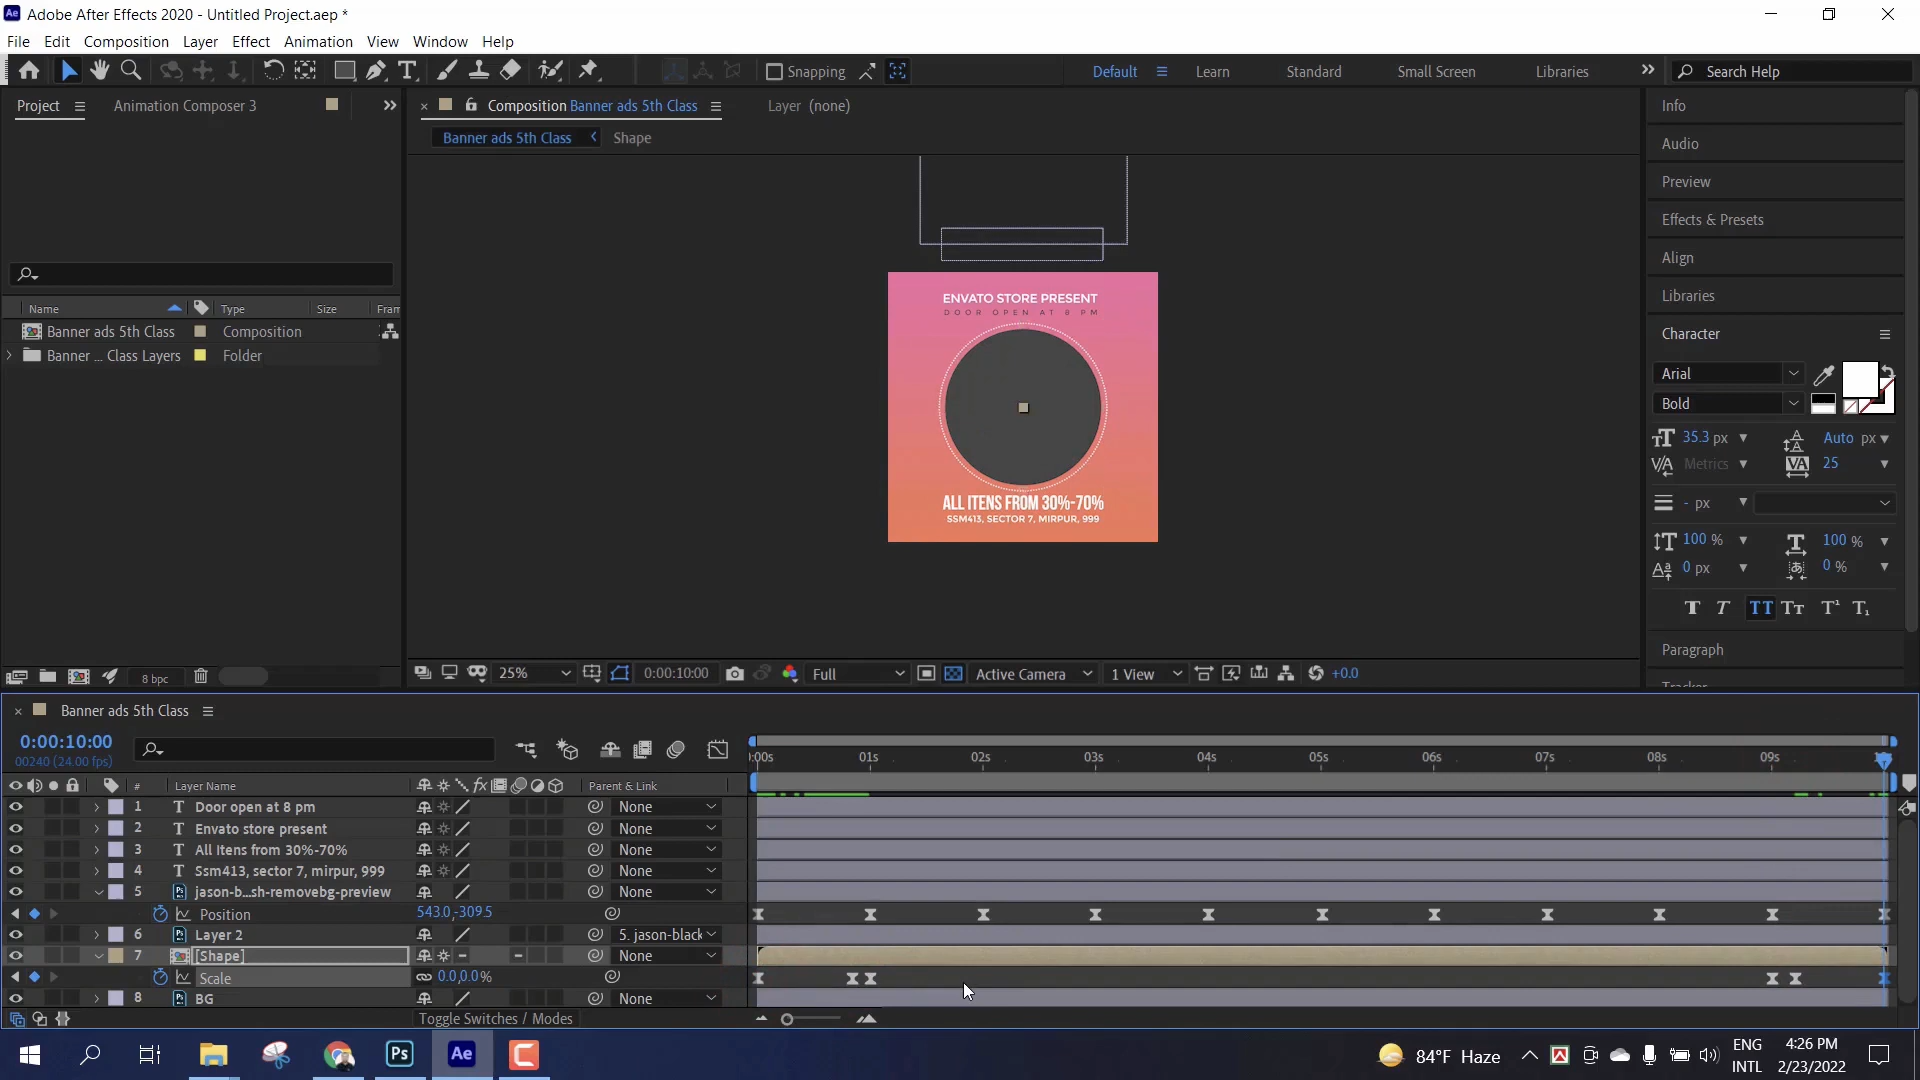 Adobe After Effects 2020 - Untitled Project.aep *
File Edit Composition Layer Effect Animation View Window Help
Snapping Default Learn Standard Small Screen Libraries Search Help
Project Animation Composer 3
Composition Banner ads 5th Class
Layer (none)
Banner ads 5th Class Shape
Name Type Size Fram
Banner ads 5th Class Composition
Banner ... Class Layers Folder
8 bpc
ENVATO STORE PRESENT
DOOR OPEN AT 8 PM
ALL ITENS FROM 30%-70%
SSM413, SECTOR 7, MIRPUR, 999
25% 0:00:10:00 Full Active Camera 1 View +0.0
Info
Audio
Preview
Effects & Presets
Align
Libraries
Character
Arial
Bold
35.3 px Auto px
Metrics 25
- px
100 % 100 %
0 px 0 %
Paragraph
Banner ads 5th Class
0:00:10:00
00240 (24.00 fps)
:00s 01s 02s 03s 04s 05s 06s 07s 08s 09s
# Layer Name Parent & Link
1 T Door open at 8 pm None
2 T Envato store present None
3 T All Itens from 30%-70% None
4 T Ssm413, sector 7, mirpur, 999 None
5 Ps jason-b...sh-removebg-preview None
Position 543.0,-309.5
6 Ps Layer 2 5. jason-black
7 [Shape] None
Scale 0.0,0.0%
8 Ps BG None
Toggle Switches / Modes
Ps Ae 84°F Haze ENG 4:26 PM
INTL 2/23/2022